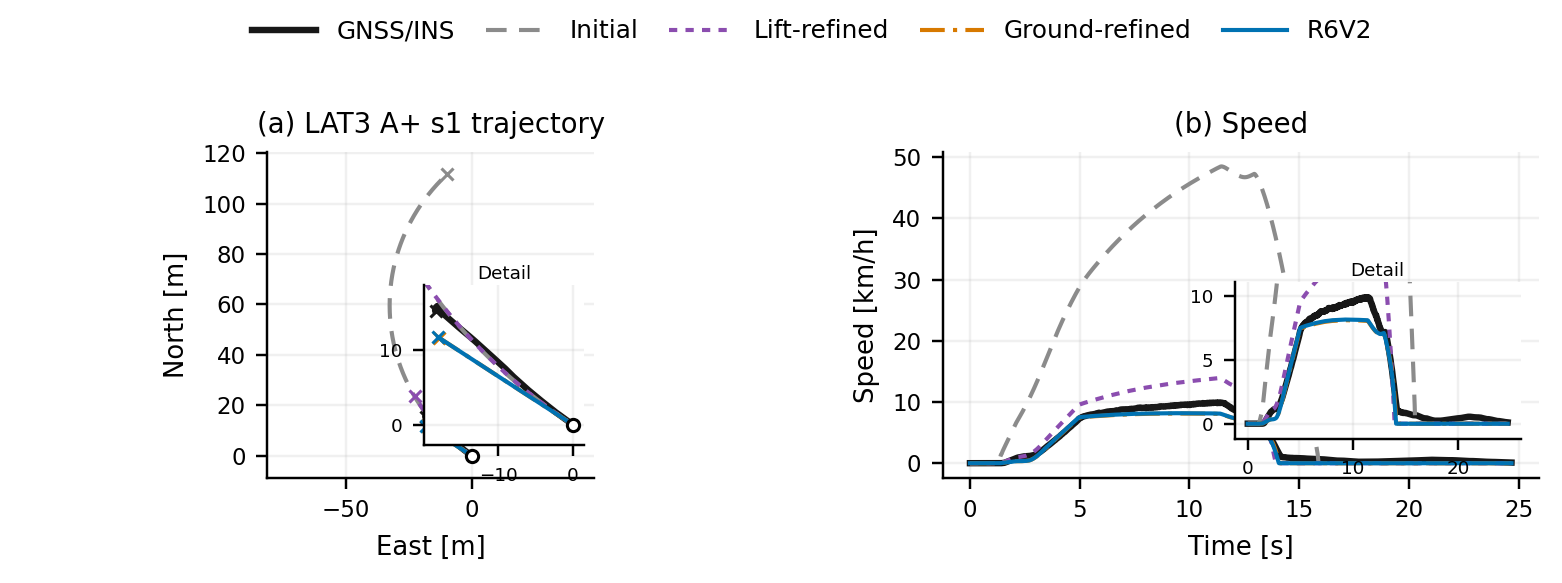 GNSS/INS Initial Lift-refined Ground-refined R6V2
(a) LAT3 A+ s1 trajectory
120
100
80
60
40
20
0
North [m]
−50 0
East [m]
Detail
10
0
−10 0
(b) Speed
50
40
30
20
10
0
Speed [km/h]
0 5 10 15 20 25
Time [s]
Detail
10
5
0
0 10 20